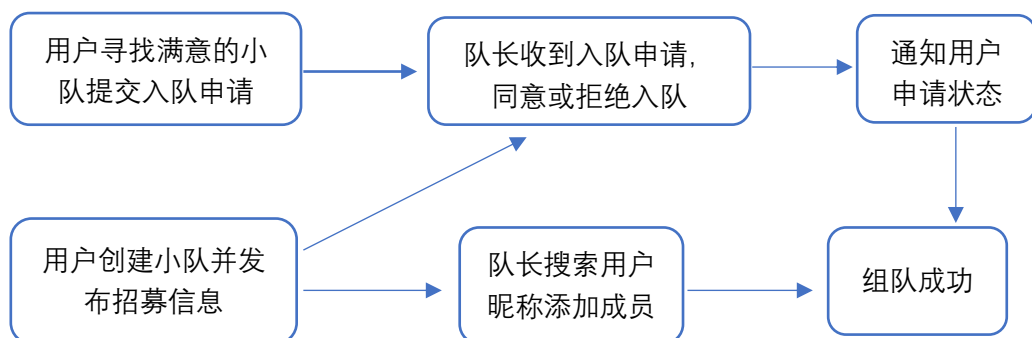 用户寻找满意的小
队提交入队申请
队长收到入队申请,
同意或拒绝入队
通知用户
申请状态
用户创建小队并发
布招募信息
队长搜索用户
昵称添加成员
组队成功